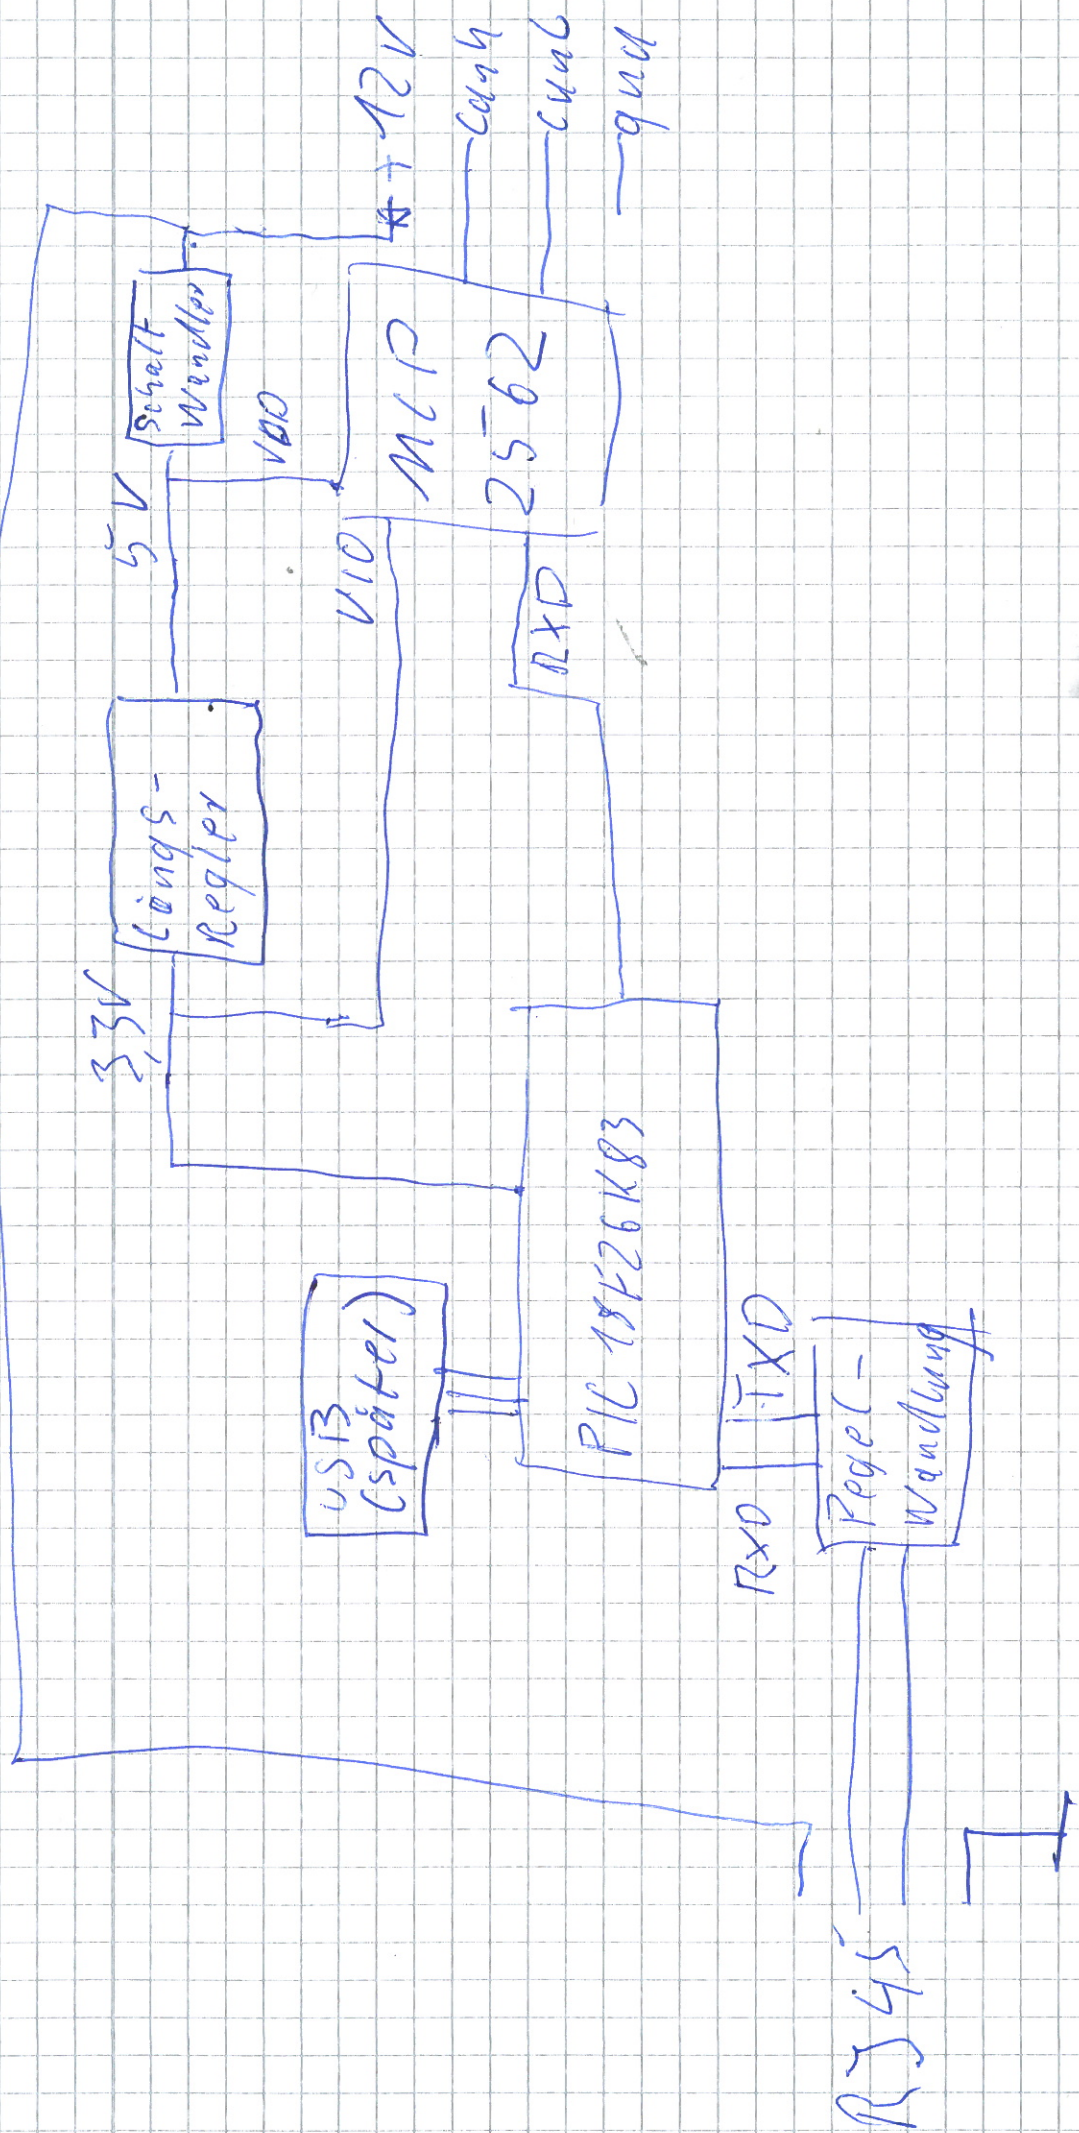 RJ45
Pegel-
Wandlung
RXD
TXD
USB
(später)
PIC 18F26K83
3,3V
Längs-
Regler
5V
Schalt
Wandler
VDD
VIO
RXD
MCP
2562
+12V
canh
canl
gnd